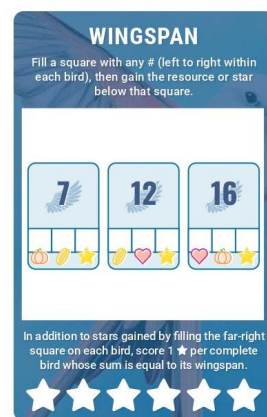 WINGSPAN
Fill a square with any # (left to right within
each bird), then gain the resource or star
below that square.
7 12 16
In addition to stars gained by filling the far-right
square on each bird, score 1 ★ per complete
bird whose sum is equal to its wingspan.